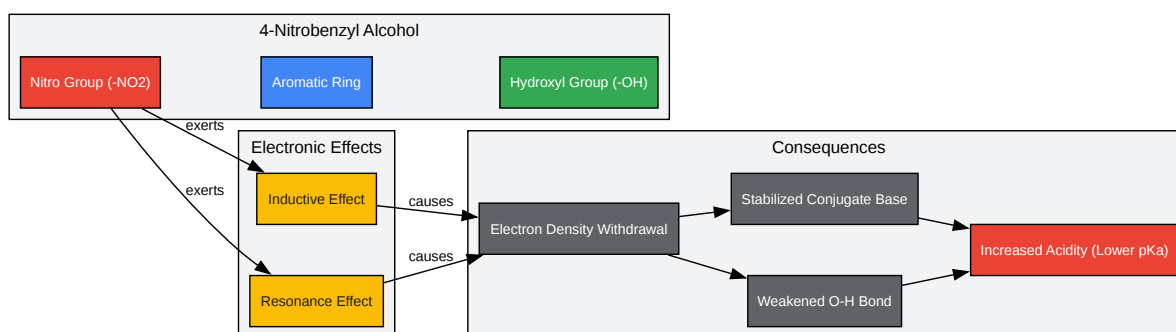 4-Nitrobenzyl Alcohol
Nitro Group (-NO2)
Aromatic Ring
Hydroxyl Group (-OH)
exerts
exerts
Electronic Effects
Inductive Effect
Resonance Effect
causes
causes
Consequences
Electron Density Withdrawal
Stabilized Conjugate Base
Weakened O-H Bond
Increased Acidity (Lower pKa)